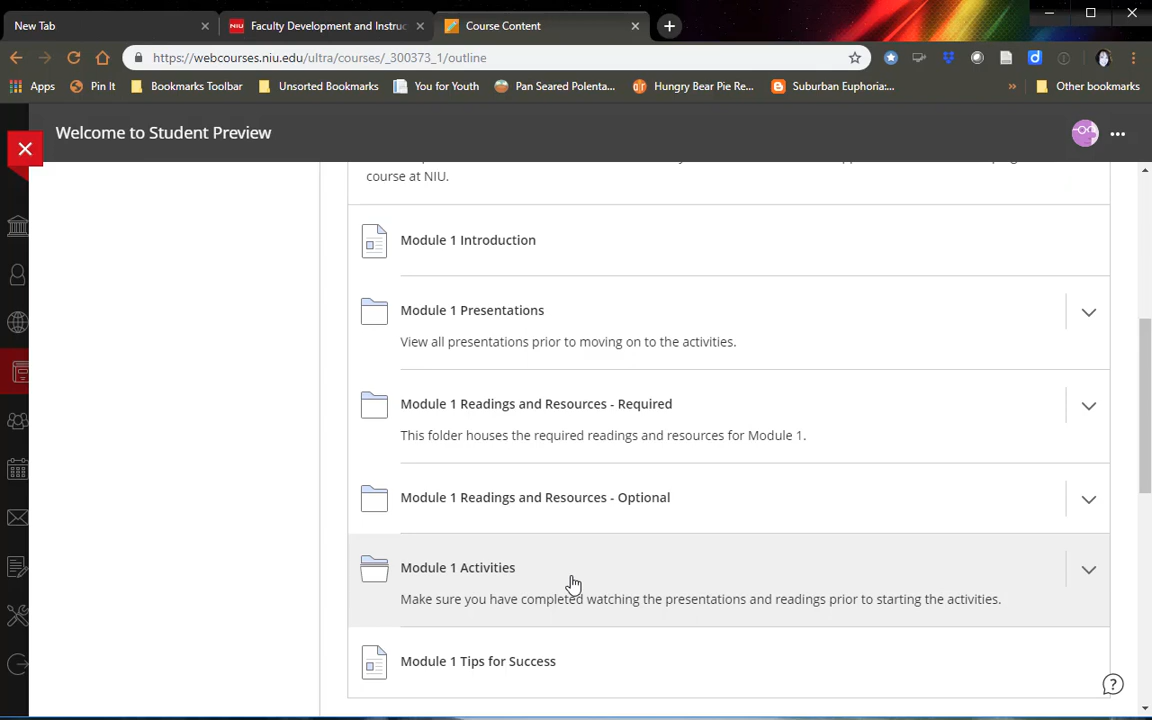 New Tab
NIU
Faculty Development and Instruc
Course Content
https://webcourses.niu.edu/ultra/courses/_300373_1/outline
Apps
Pin It
Bookmarks Toolbar
Unsorted Bookmarks
You for Youth
Pan Seared Polenta...
Hungry Bear Pie Re...
Suburban Euphoria:...
Other bookmarks
Welcome to Student Preview
course at NIU.
Module 1 Introduction
Module 1 Presentations
View all presentations prior to moving on to the activities.
Module 1 Readings and Resources - Required
This folder houses the required readings and resources for Module 1.
Module 1 Readings and Resources - Optional
Module 1 Activities
Make sure you have completed watching the presentations and readings prior to starting the activities.
Module 1 Tips for Success